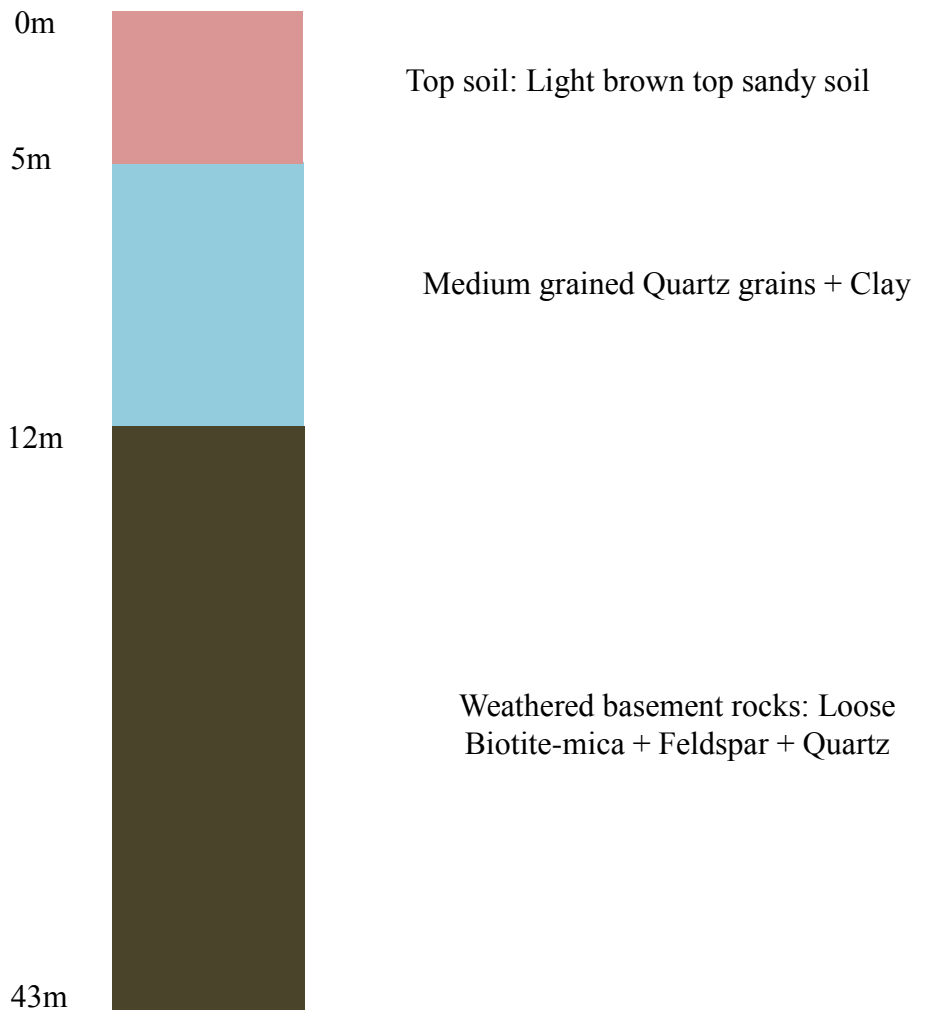 0m
Top soil: Light brown top sandy soil
5m
Medium grained Quartz grains + Clay
12m
Weathered basement rocks: Loose
Biotite-mica + Feldspar + Quartz
43m